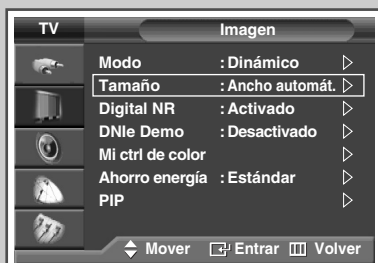 TV Imagen
Modo : Dinámico
Tamaño : Ancho automát.
Digital NR : Activado
DNIe Demo : Desactivado
Mi ctrl de color
Ahorro energía : Estándar
PIP
Mover Entrar Volver